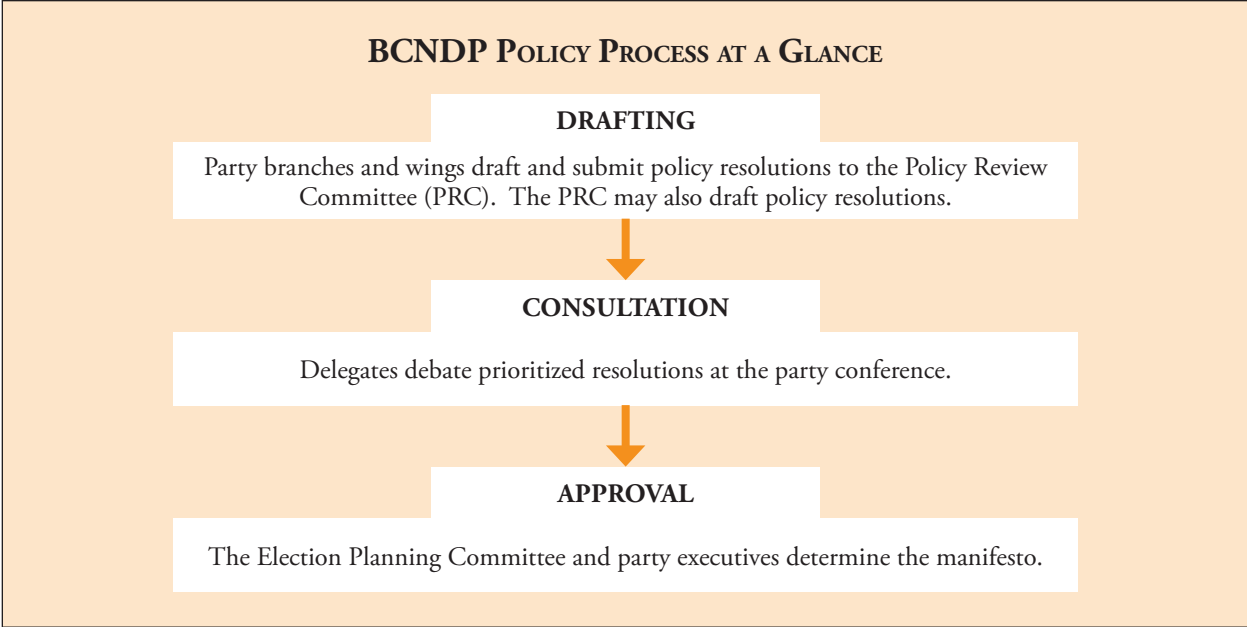 BCNDP Policy Process at a Glance
DRAFTING
Party branches and wings draft and submit policy resolutions to the Policy Review
Committee (PRC). The PRC may also draft policy resolutions.
CONSULTATION
Delegates debate prioritized resolutions at the party conference.
APPROVAL
The Election Planning Committee and party executives determine the manifesto.